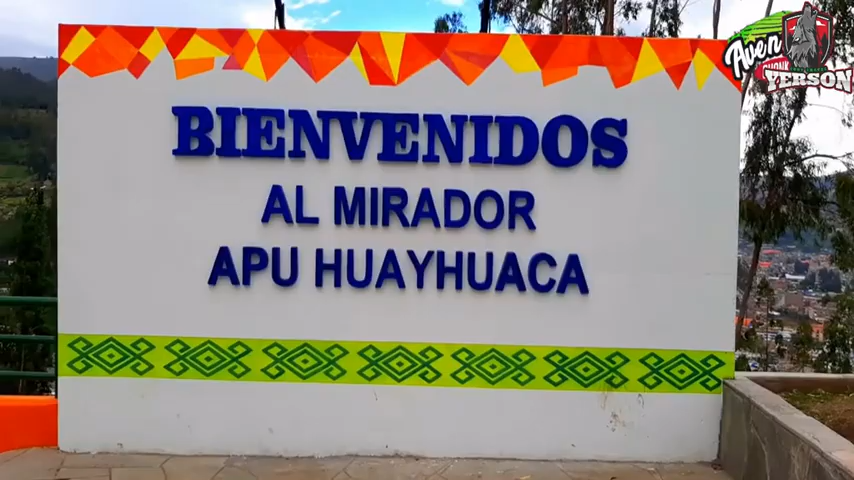 BIENVENIDOS
AL MIRADOR
APU HUAYHUACA
Aven
YERSON